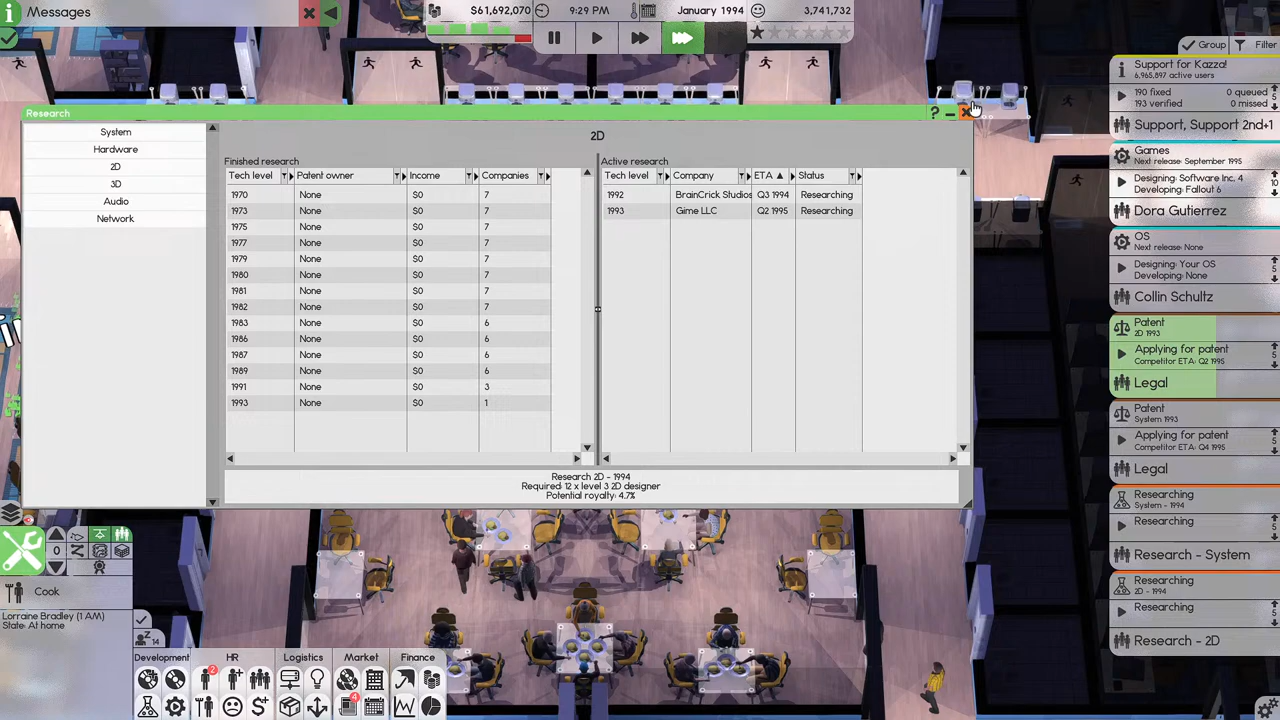 Messages
$61,692,070
9:29 PM
January 1994
3,741,732
Group
Filter
Research
?
System
Hardware
2D
3D
Audio
Network
2D
Finished research
Tech level Patent owner Income Companies
1970 None $0 7
1973 None $0 7
1975 None $0 7
1977 None $0 7
1979 None $0 7
1980 None $0 7
1981 None $0 7
1982 None $0 7
1983 None $0 6
1986 None $0 6
1987 None $0 6
1989 None $0 6
1991 None $0 3
1993 None $0 1
Active research
Tech level Company ETA ▲ Status
1992 BrainCrick Studios Q3 1994 Researching
1993 Gime LLC Q2 1995 Researching
Research 2D - 1994
Required: 12 x level 3 2D designer
Potential royalty: 4.7%
Support for Kazza!
6,965,897 active users
190 fixed 0 queued
193 verified 0 missed
5
Support, Support 2nd+1
Games
Next release: September 1995
Designing: Software Inc. 4
Developing: Fallout 6
10
Dora Gutierrez
OS
Next release: None
Designing: Your OS
Developing: None
5
Collin Schultz
Patent
2D 1993
Applying for patent
Competitor ETA: Q2 1995
5
Legal
Patent
System 1993
Applying for patent
Competitor ETA: Q4 1995
5
Legal
Researching
System - 1994
Researching
5
Research - System
Researching
2D - 1994
Researching
5
Research - 2D
0
Cook
Lorraine Bradley (1 AM)
State: At home
Z 14
Development HR Logistics Market Finance
2
4